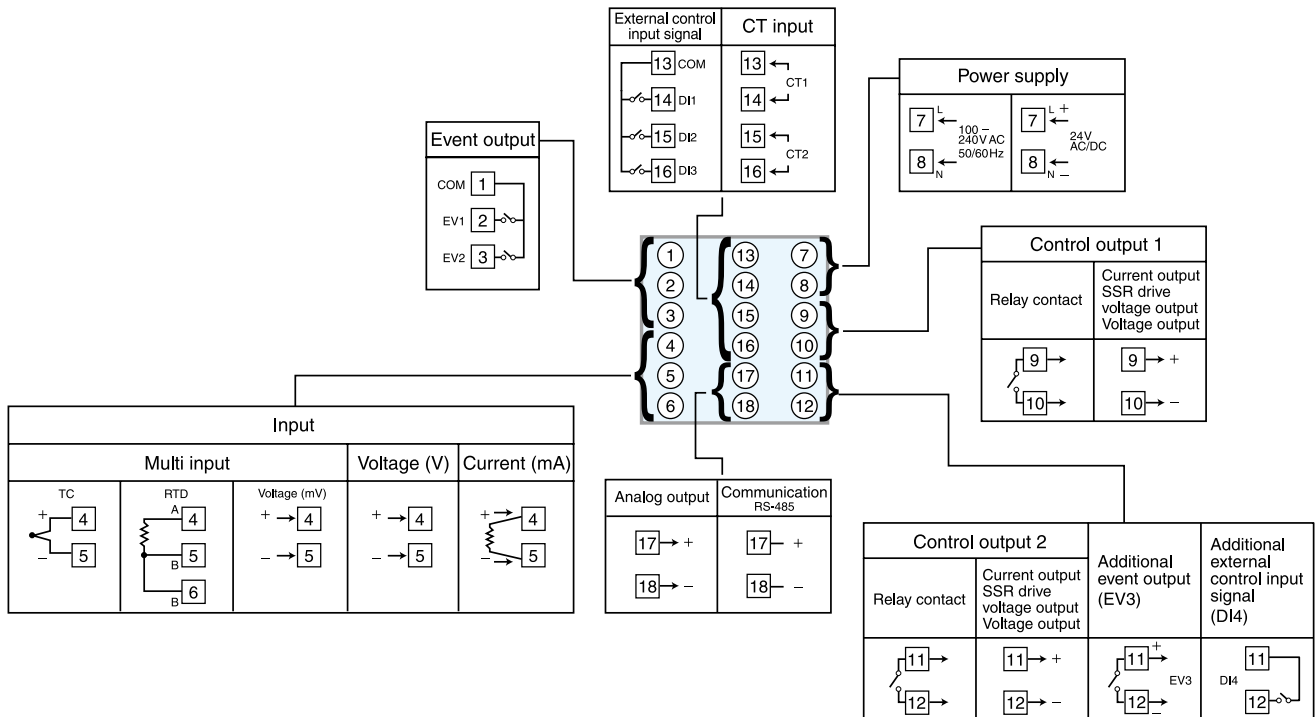 External control
input signal
CT input
13 COM
14 DI1
15 DI2
16 DI3
13
14
CT1
15
16
CT2
Power supply
7 L
8 N
100 –
240V AC
50/60Hz
7 L +
8 N –
24V
AC/DC
Event output
COM 1
EV1 2
EV2 3
1
2
3
4
5
6
13
14
15
16
17
18
7
8
9
10
11
12
Control output 1
Relay contact
Current output
SSR drive
voltage output
Voltage output
9
10
9 +
10 –
Input
Multi input
Voltage (V)
Current (mA)
TC
+ 4
– 5
RTD
A 4
5
B
6
B
Voltage (mV)
+ 4
– 5
+ 4
– 5
+ 4
– 5
Analog output
Communication
RS-485
17 +
18 –
17 +
18 –
Control output 2
Relay contact
Current output
SSR drive
voltage output
Voltage output
Additional
event output
(EV3)
Additional
external
control input
signal
(DI4)
11
12
11 +
12 –
11 +
EV3
12 –
11
DI4
12